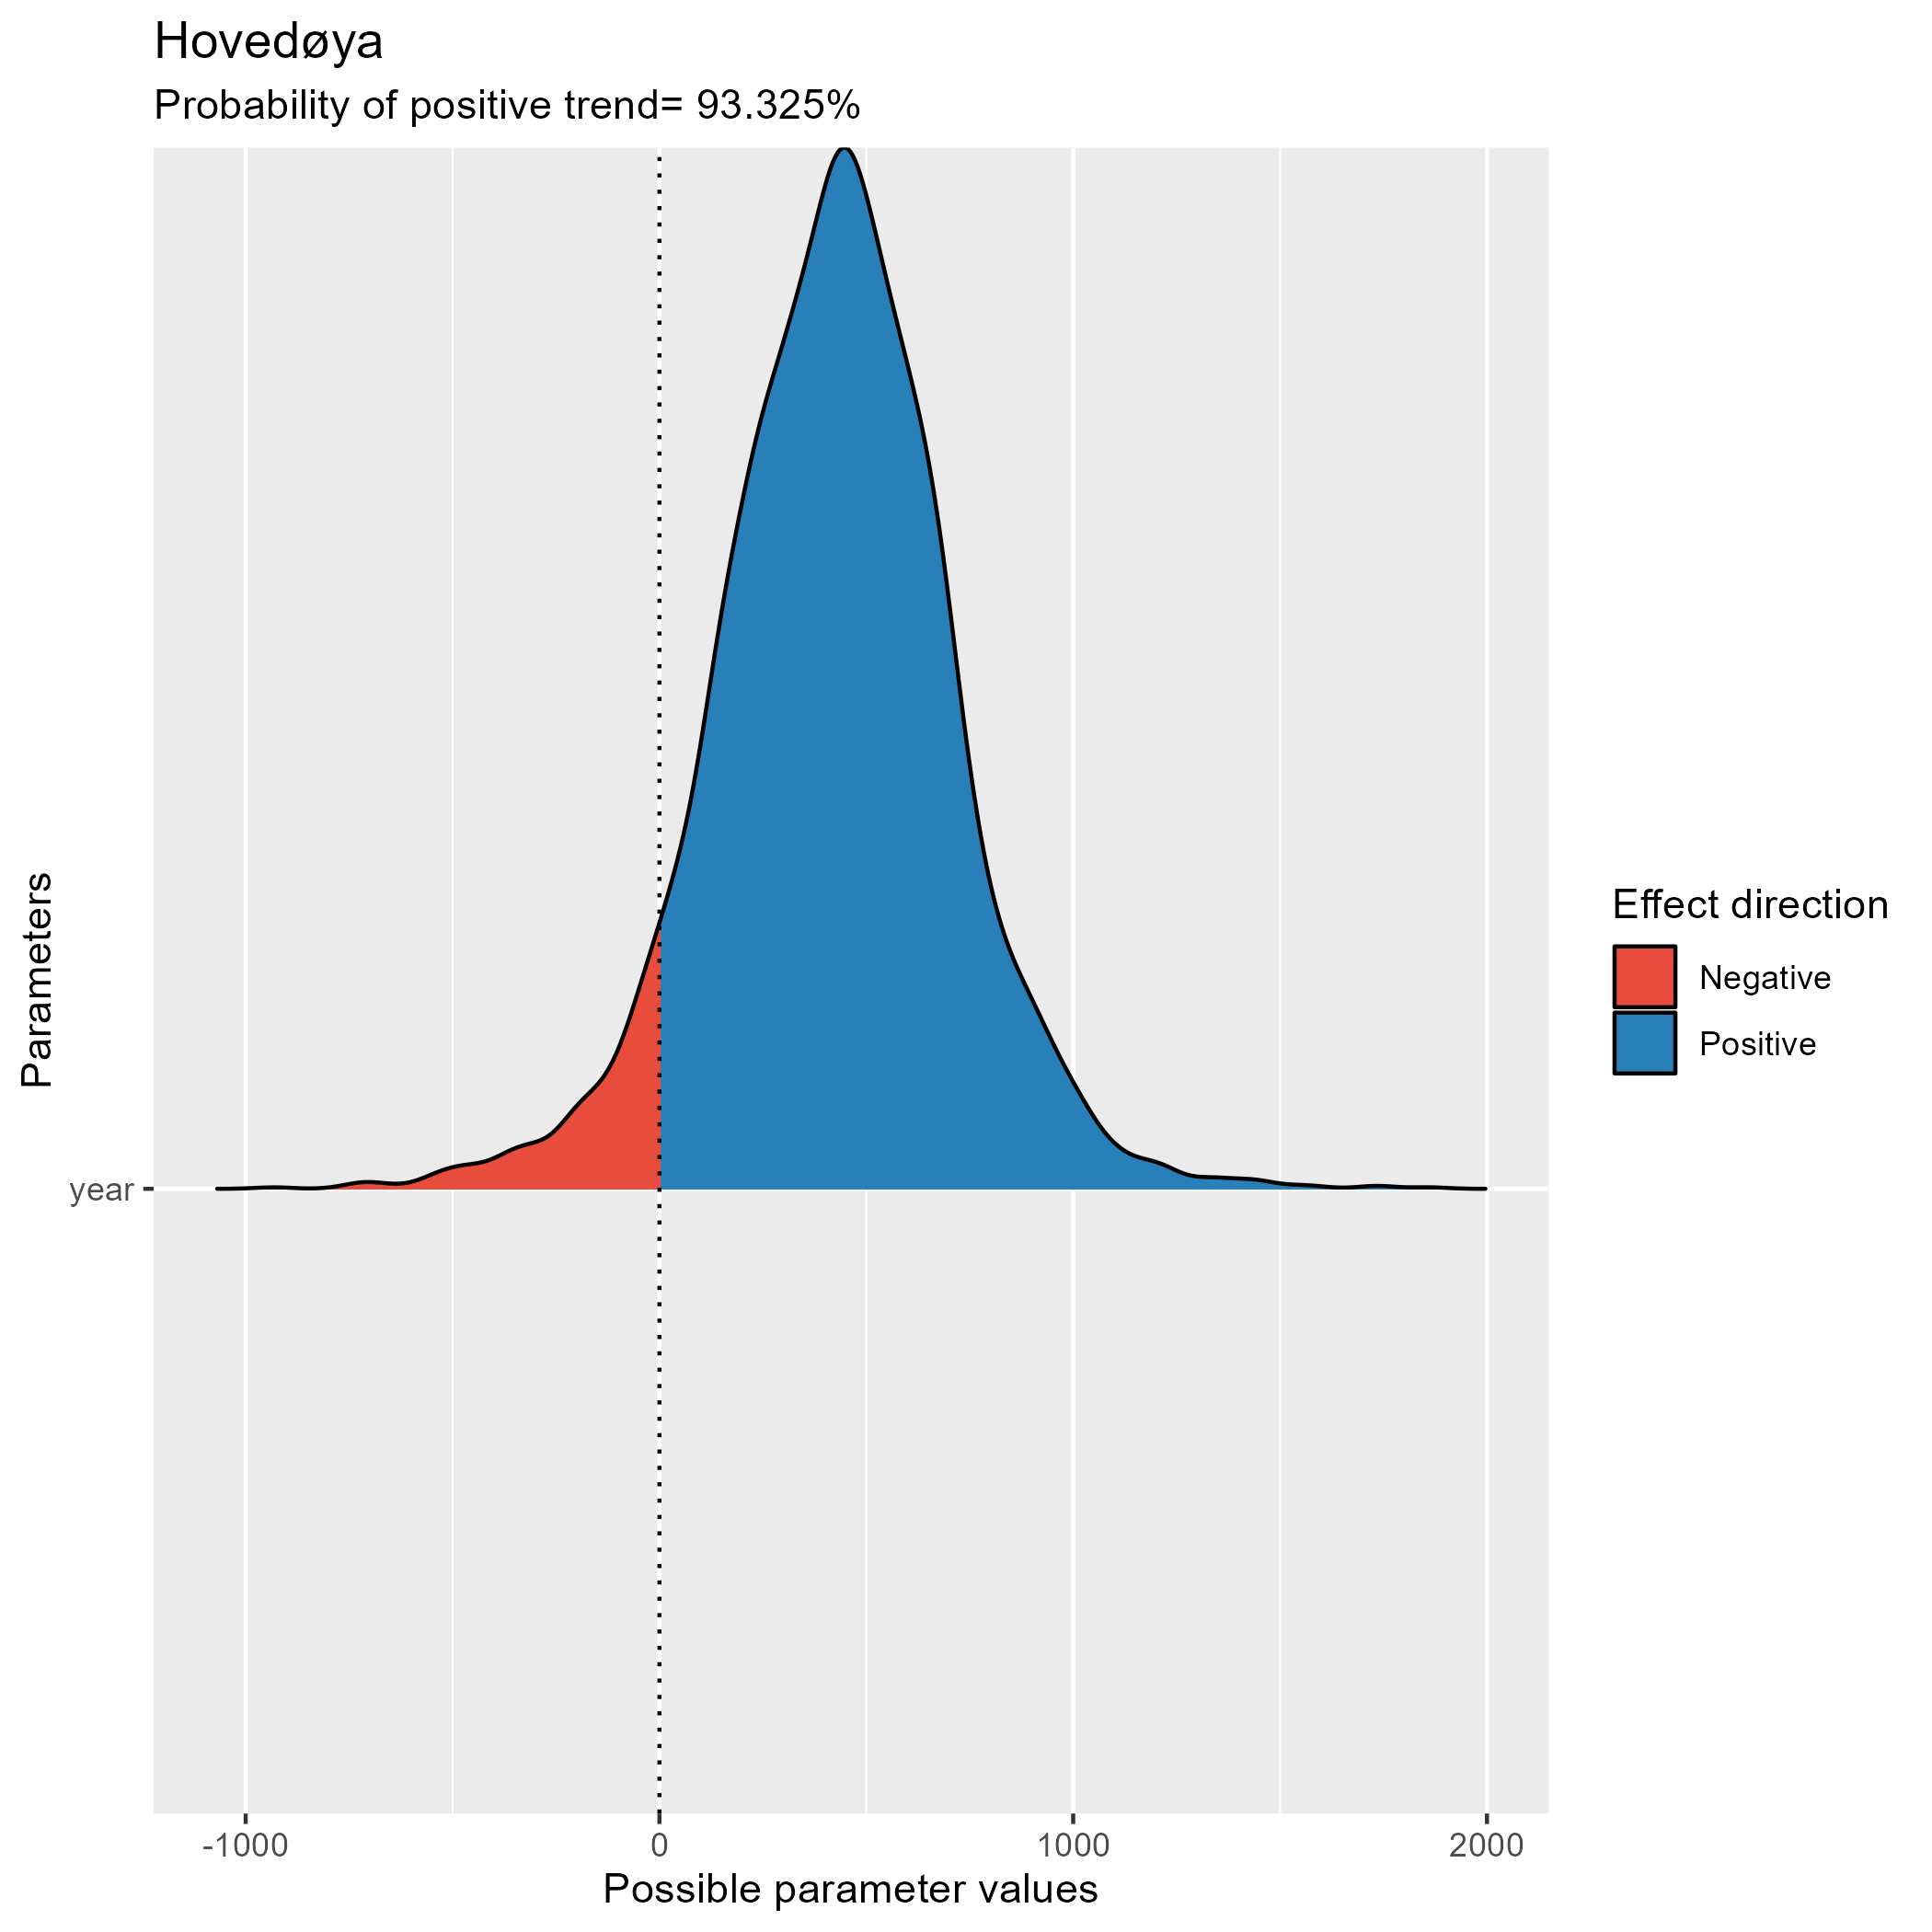 Hovedøya
Probability of positive trend= 93.325%
Parameters
year
-1000
0
1000
2000
Possible parameter values
Effect direction
Negative
Positive